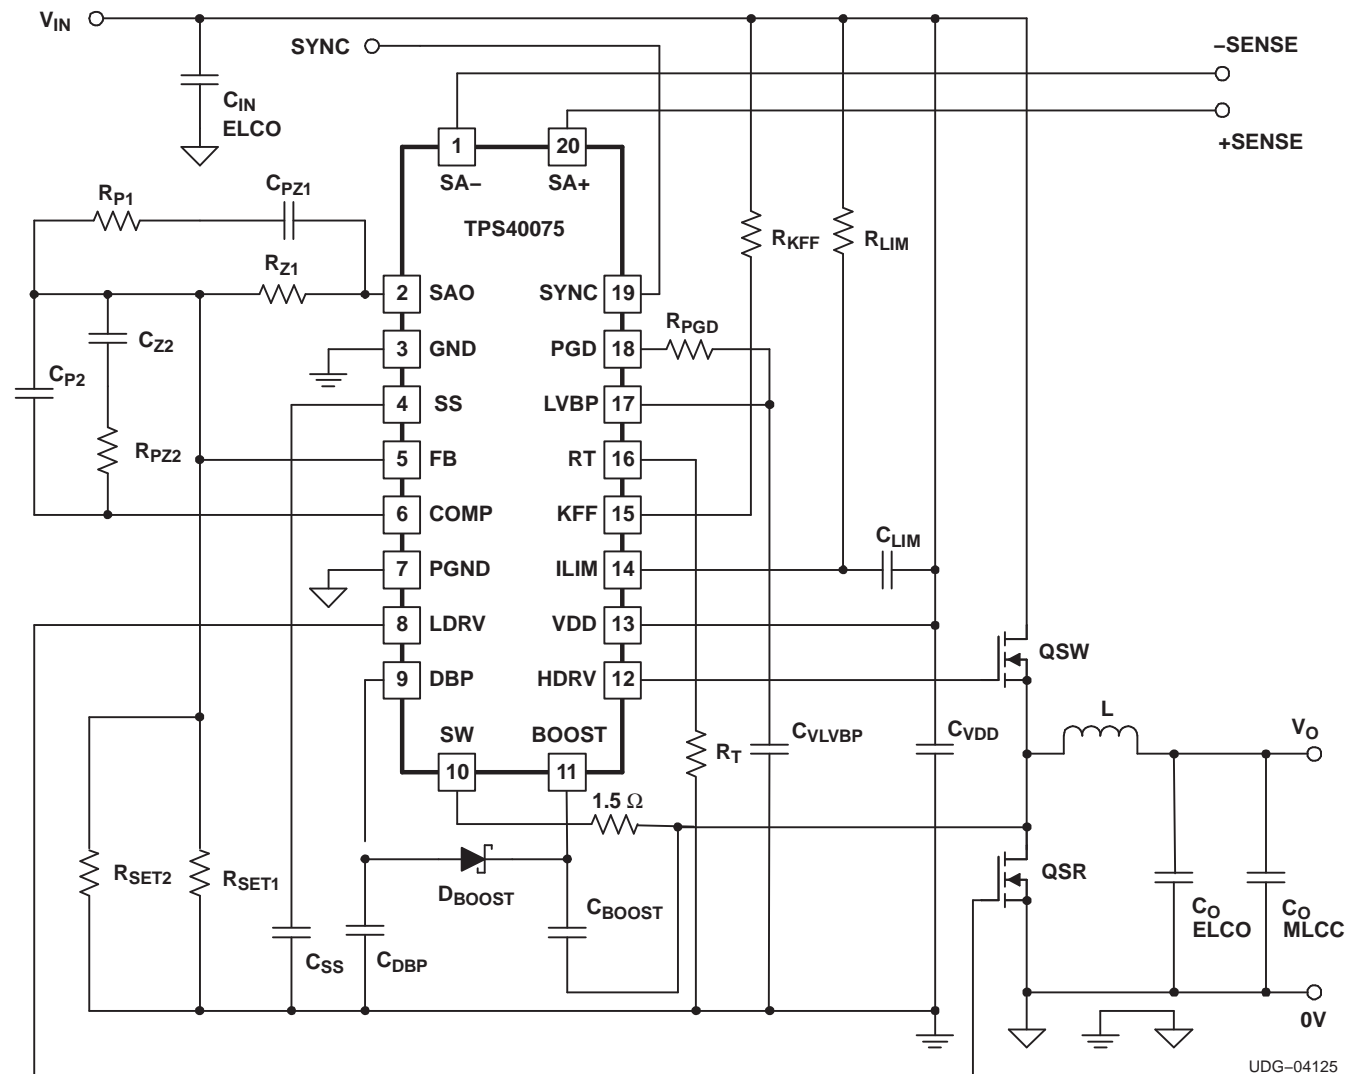 VIN
SYNC
−SENSE
+SENSE
CIN
ELCO
1
20
SA−
SA+
TPS40075
RP1
CPZ1
RKFF
RLIM
RZ1
2
SAO
SYNC
19
RPGD
CZ2
3
GND
PGD
18
CP2
4
SS
LVBP
17
RPZ2
5
FB
RT
16
6
COMP
KFF
15
CLIM
7
PGND
ILIM
14
8
LDRV
VDD
13
QSW
9
DBP
HDRV
12
L
VO
SW
BOOST
CVLVBP
CVDD
RT
10
11
1.5 Ω
QSR
RSET2
RSET1
DBOOST
CBOOST
CO
ELCO
CO
MLCC
CSS
CDBP
0V
UDG−04125